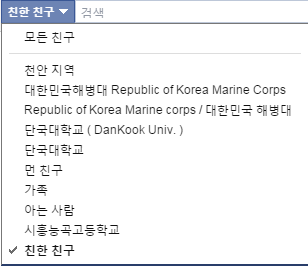 친한 친구 검색
모든 친구
천안 지역
대한민국해병대 Republic of Korea Marine Corps
Republic of Korea Marine corps / 대한민국 해병대
단국대학교 ( DanKook Univ. )
단국대학교
먼 친구
가족
아는 사람
시흥능곡고등학교
친한 친구